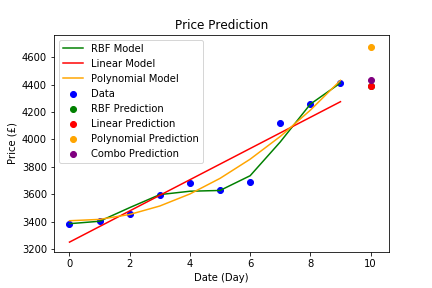 Price Prediction
RBF Model
Linear Model
Polynomial Model
Data
RBF Prediction
Linear Prediction
Polynomial Prediction
Combo Prediction
Price (£)
4600
4400
4200
4000
3800
3600
3400
3200
0 2 4 6 8 10
Date (Day)